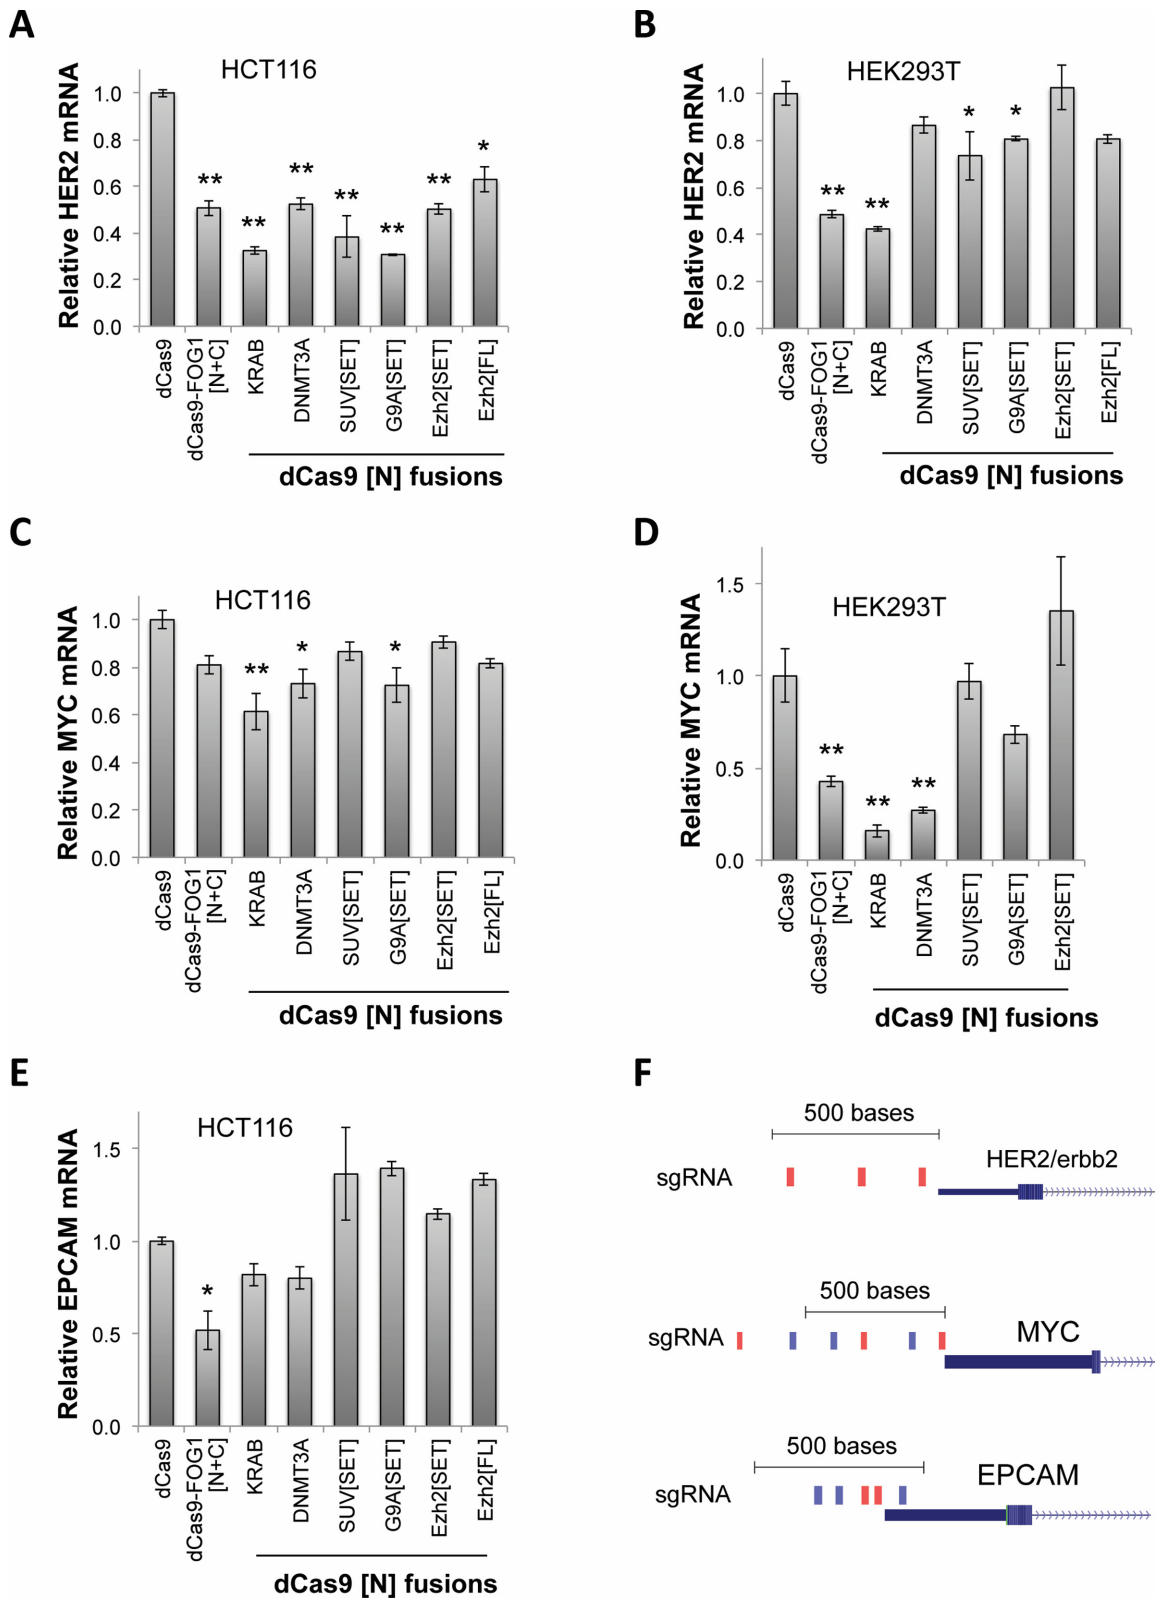 A
HCT116
Relative HER2 mRNA
1.0
0.8
0.6
0.4
0.2
0.0
**
**
**
**
**
**
*
dCas9
dCas9-FOG1
[N+C]
KRAB
DNMT3A
SUV[SET]
G9A[SET]
Ezh2[SET]
Ezh2[FL]
dCas9 [N] fusions
B
HEK293T
Relative HER2 mRNA
1.0
0.8
0.6
0.4
0.2
0.0
**
**
*
*
dCas9
dCas9-FOG1
[N+C]
KRAB
DNMT3A
SUV[SET]
G9A[SET]
Ezh2[SET]
Ezh2[FL]
dCas9 [N] fusions
C
HCT116
Relative MYC mRNA
1.0
0.8
0.6
0.4
0.2
0.0
**
*
*
dCas9
dCas9-FOG1
[N+C]
KRAB
DNMT3A
SUV[SET]
G9A[SET]
Ezh2[SET]
Ezh2[FL]
dCas9 [N] fusions
D
HEK293T
Relative MYC mRNA
1.5
1.0
0.5
0.0
**
**
**
dCas9
dCas9-FOG1
[N+C]
KRAB
DNMT3A
SUV[SET]
G9A[SET]
Ezh2[SET]
dCas9 [N] fusions
E
HCT116
Relative EPCAM mRNA
1.5
1.0
0.5
0.0
*
dCas9
dCas9-FOG1
[N+C]
KRAB
DNMT3A
SUV[SET]
G9A[SET]
Ezh2[SET]
Ezh2[FL]
dCas9 [N] fusions
F
500 bases
HER2/erbb2
sgRNA
500 bases
MYC
sgRNA
500 bases
EPCAM
sgRNA